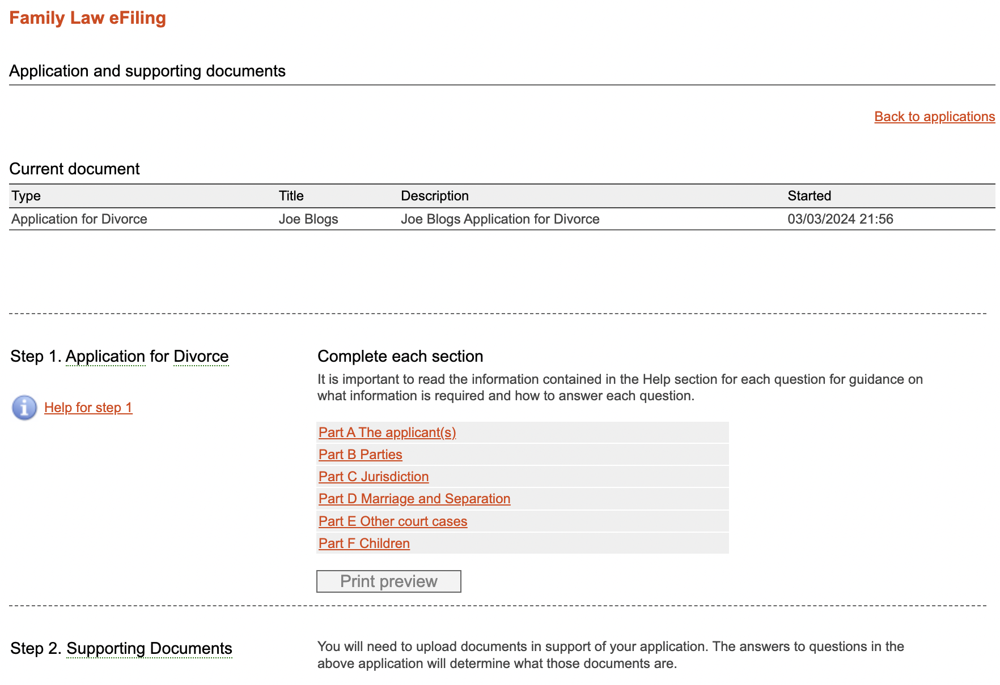 Family Law eFiling
Application and supporting documents
Back to applications
Current document
Type Title Description Started
Application for Divorce Joe Blogs Joe Blogs Application for Divorce 03/03/2024 21:56
Step 1. Application for Divorce
Help for step 1
Complete each section
It is important to read the information contained in the Help section for each question for guidance on
what information is required and how to answer each question.
Part A The applicant(s)
Part B Parties
Part C Jurisdiction
Part D Marriage and Separation
Part E Other court cases
Part F Children
Print preview
Step 2. Supporting Documents
You will need to upload documents in support of your application. The answers to questions in the
above application will determine what those documents are.